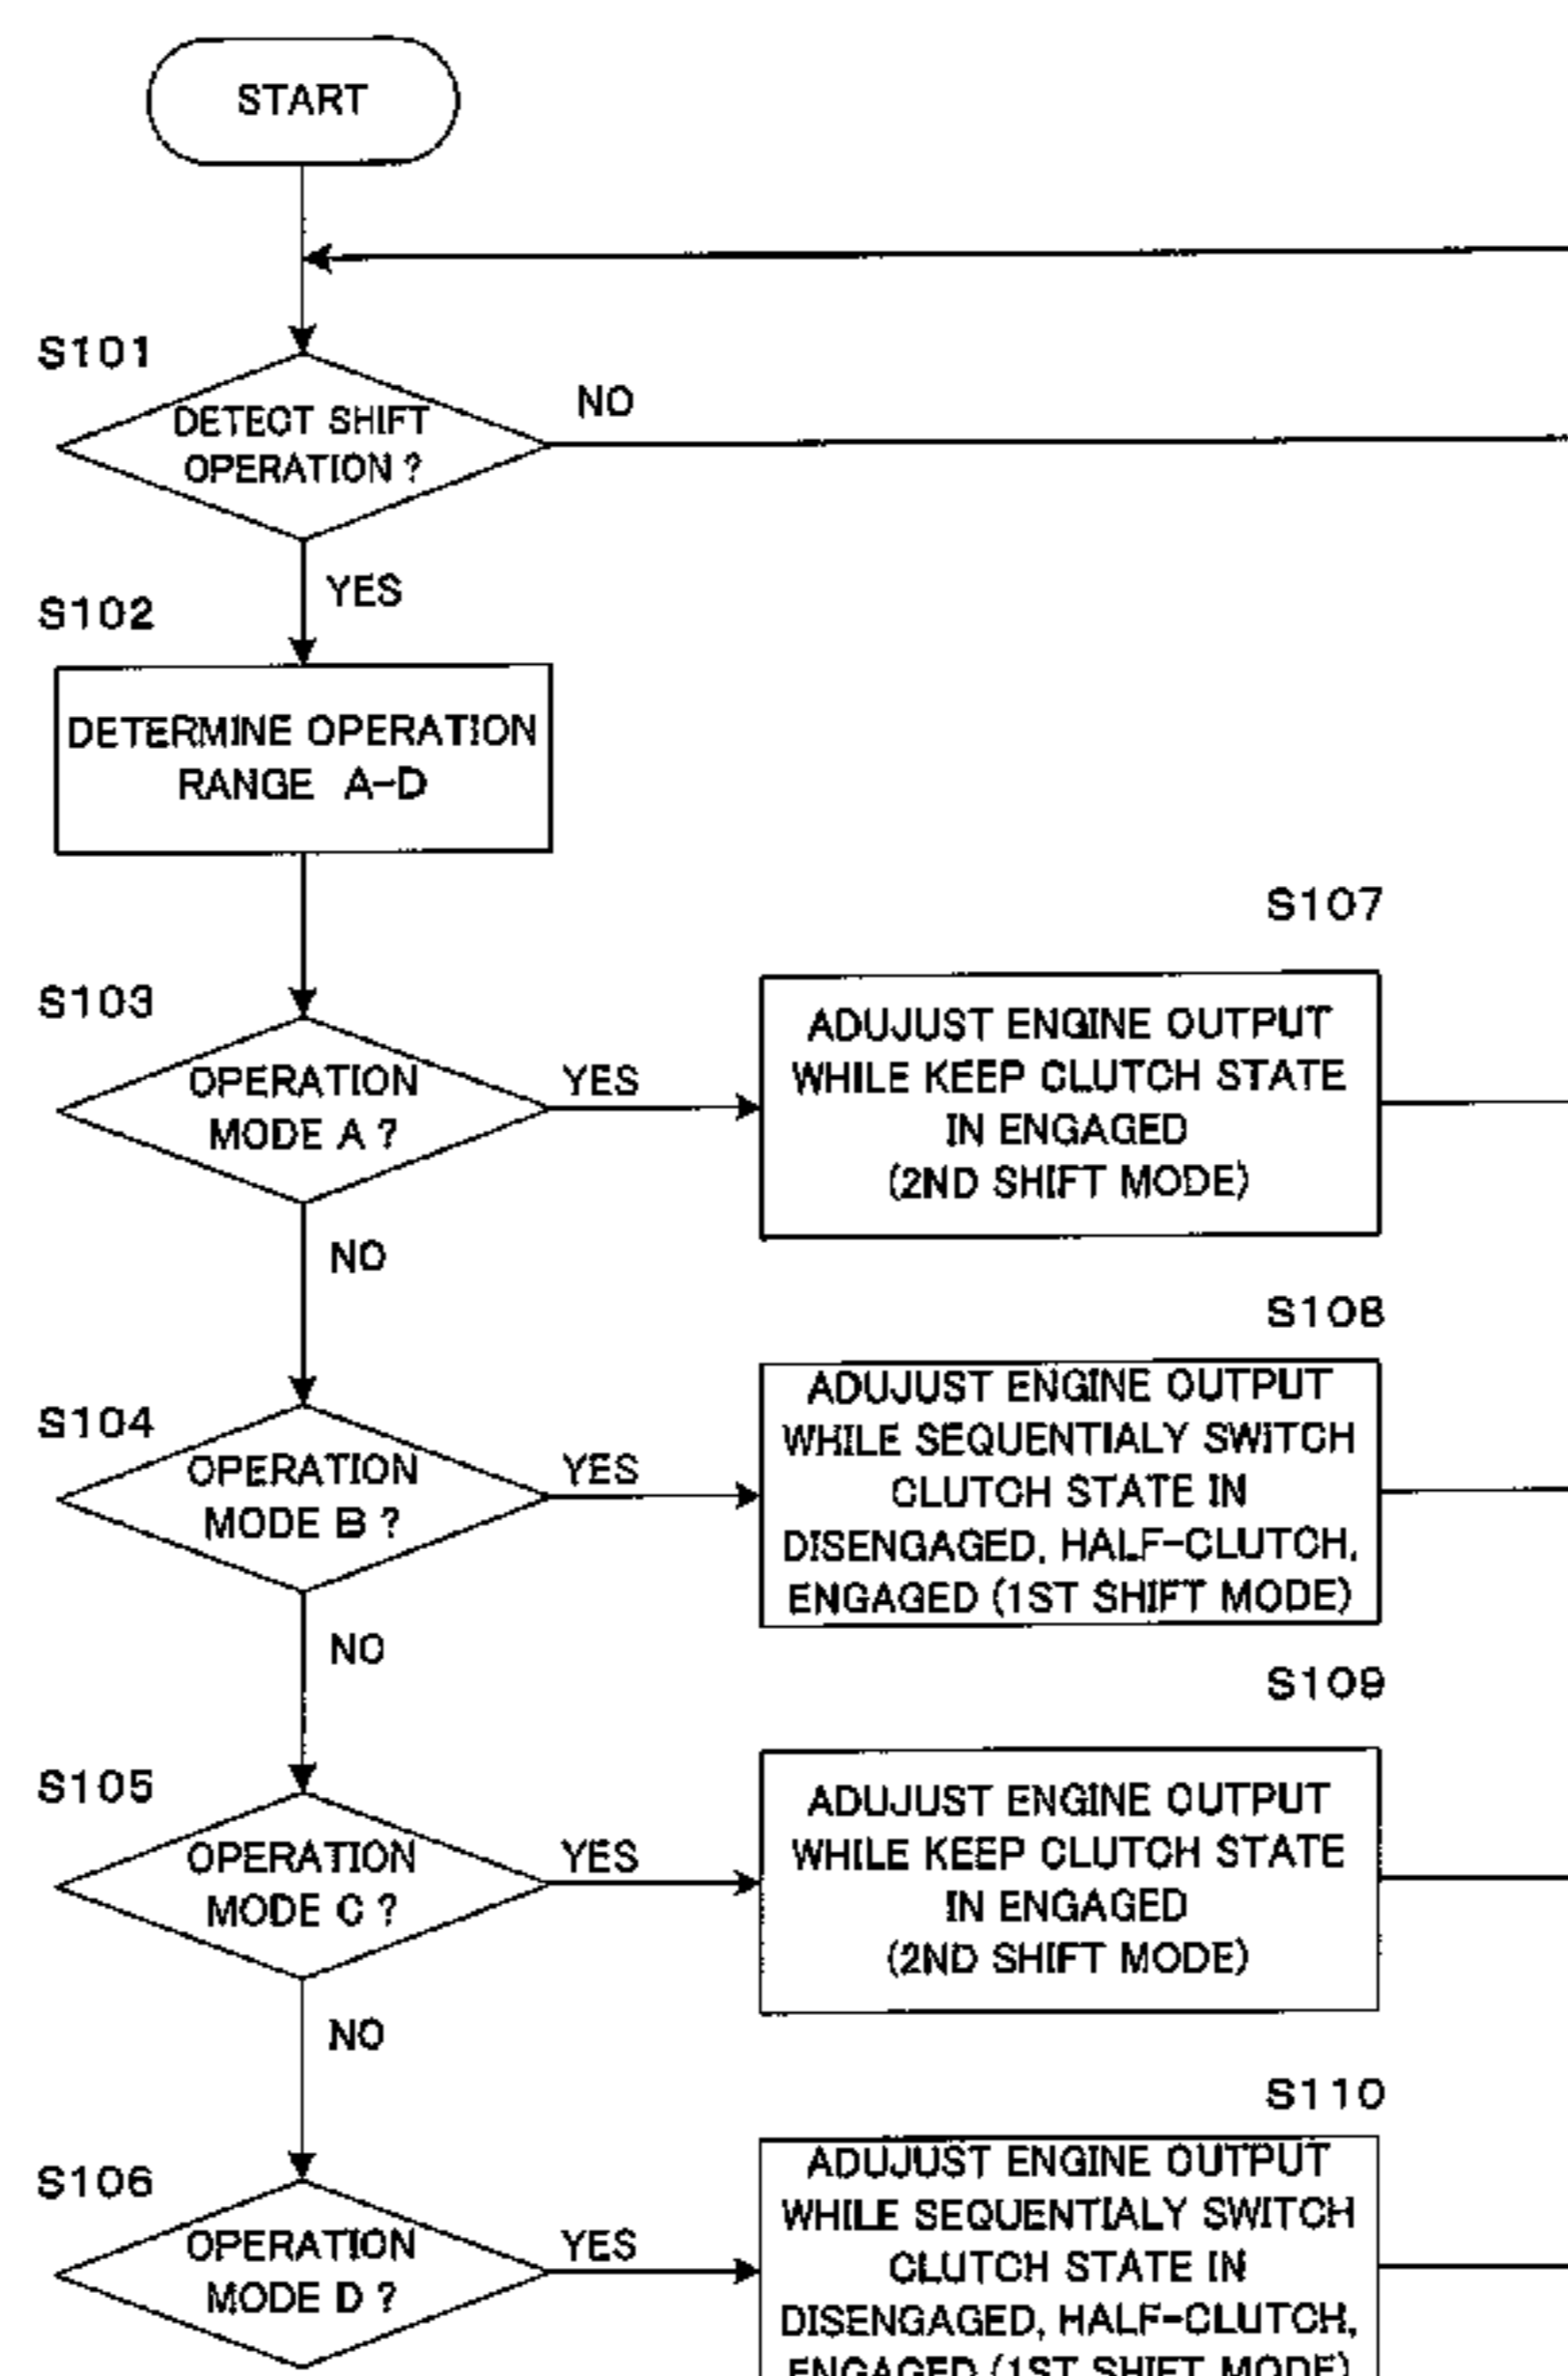 START
S101
DETECT SHIFT
OPERATION ?
NO
YES
S102
DETERMINE OPERATION
RANGE A-D
S103
OPERATION
MODE A ?
YES
NO
S107
ADUJUST ENGINE OUTPUT
WHILE KEEP CLUTCH STATE
IN ENGAGED
(2ND SHIFT MODE)
S104
OPERATION
MODE B ?
YES
NO
S108
ADUJUST ENGINE OUTPUT
WHILE SEQUENTIALY SWITCH
CLUTCH STATE IN
DISENGAGED, HALF-CLUTCH,
ENGAGED (1ST SHIFT MODE)
S105
OPERATION
MODE C ?
YES
NO
S109
ADUJUST ENGINE OUTPUT
WHILE KEEP CLUTCH STATE
IN ENGAGED
(2ND SHIFT MODE)
S106
OPERATION
MODE D ?
YES
S110
ADUJUST ENGINE OUTPUT
WHILE SEQUENTIALY SWITCH
CLUTCH STATE IN
DISENGAGED, HALF-CLUTCH,
ENGAGED (1ST SHIFT MODE)